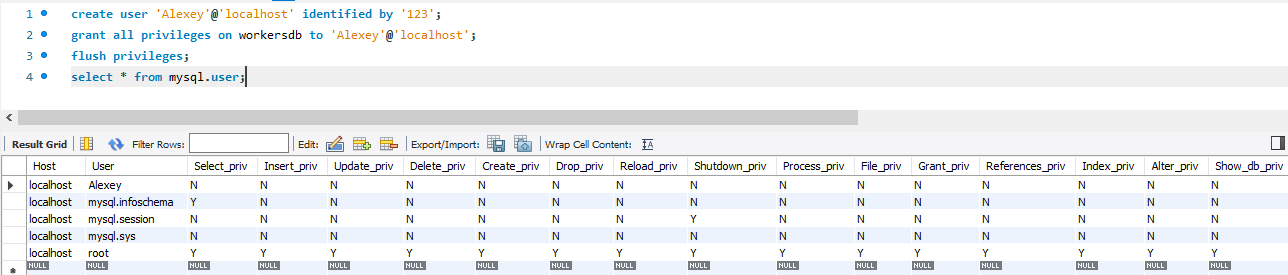 1 create user 'Alexey'@'localhost' identified by '123';
2 grant all privileges on workersdb to 'Alexey'@'localhost';
3 flush privileges;
4 select * from mysql.user;
Result Grid Filter Rows: Edit: Export/Import: Wrap Cell Content:
Host User Select_priv Insert_priv Update_priv Delete_priv Create_priv Drop_priv Reload_priv Shutdown_priv Process_priv File_priv Grant_priv References_priv Index_priv Alter_priv Show_db_priv
localhost Alexey N N N N N N N N N N N N N N N
localhost mysql.infoschema Y N N N N N N N N N N N N N N
localhost mysql.session N N N N N N N Y N N N N N N N
localhost mysql.sys N N N N N N N N N N N N N N N
localhost root Y Y Y Y Y Y Y Y Y Y Y Y Y Y Y
NULL NULL NULL NULL NULL NULL NULL NULL NULL NULL NULL NULL NULL NULL NULL NULL NULL